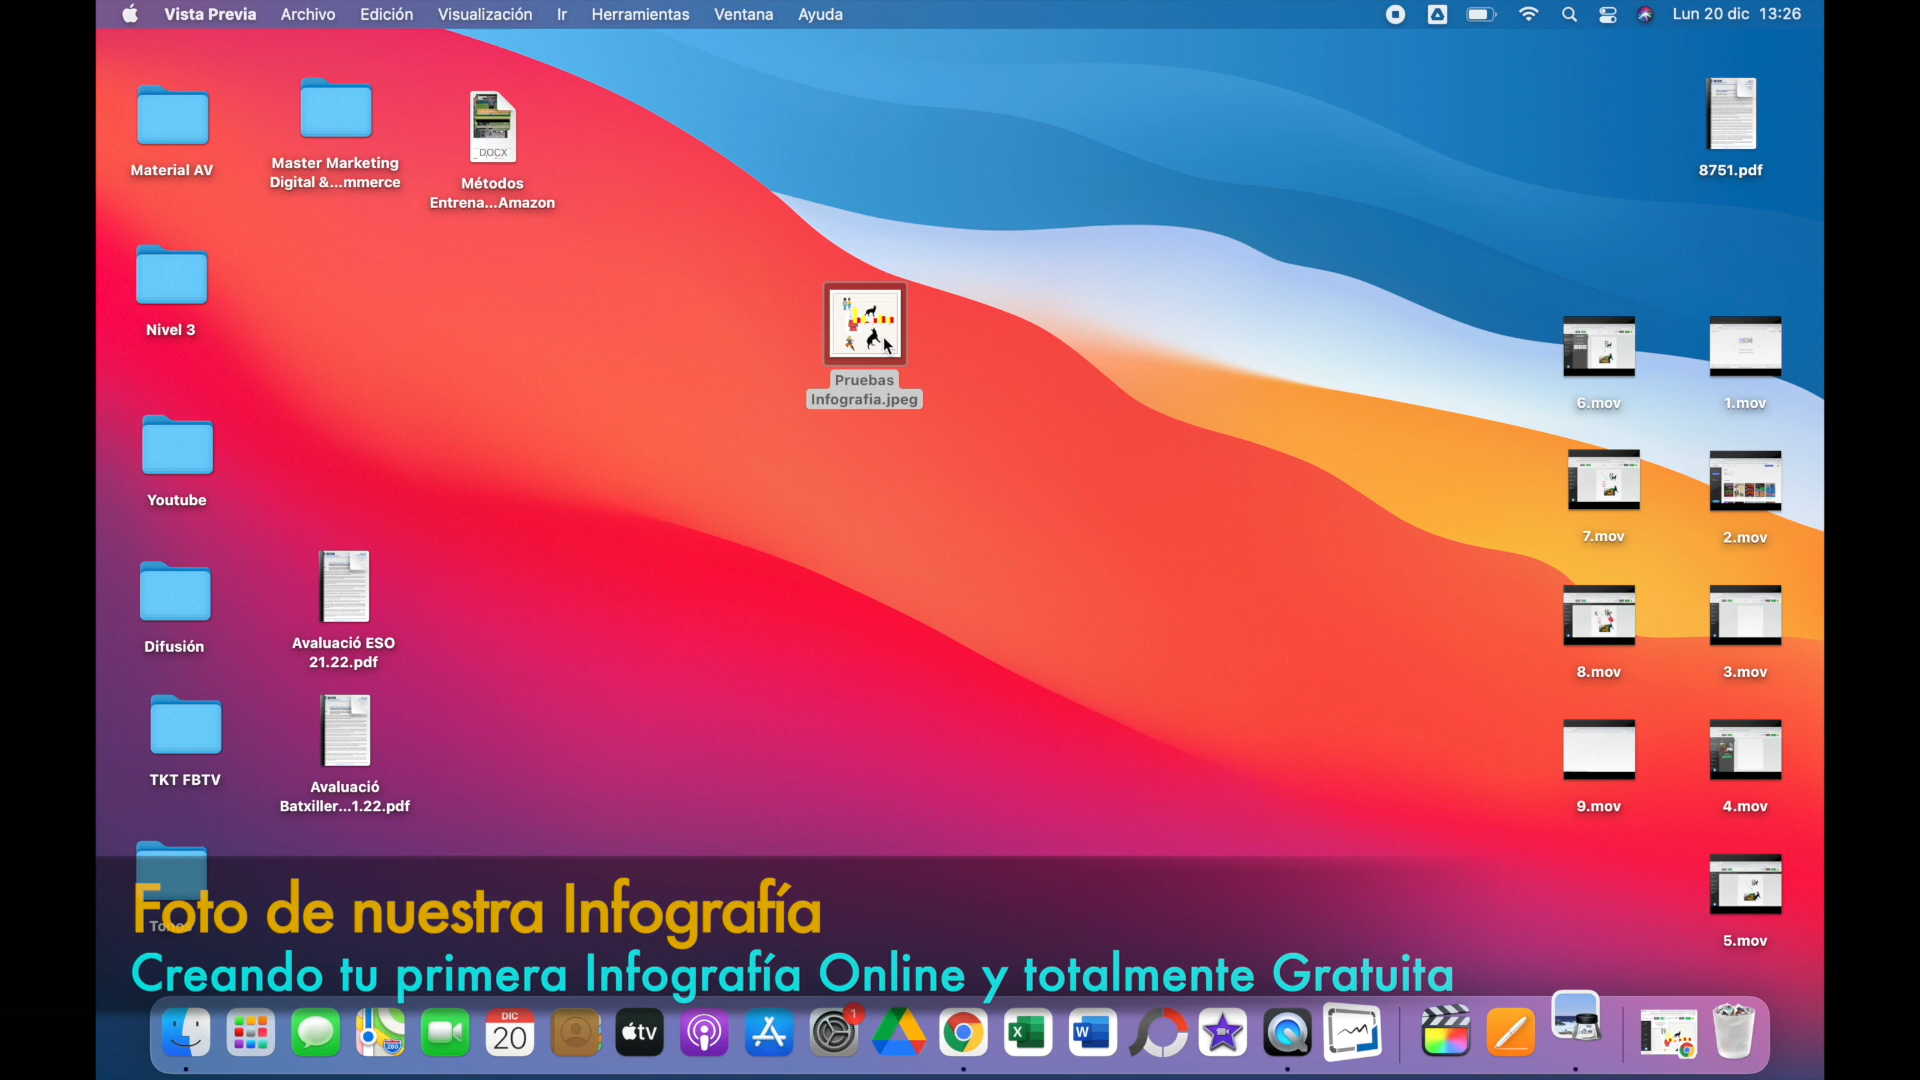 Vista Previa Archivo Edición Visualización Ir Herramientas Ventana Ayuda
Lun 20 dic 13:26
Material AV
Master Marketing
Digital &...mmerce
DOCX
Métodos
Entrena...Amazon
8751.pdf
Nivel 3
Pruebas
Infografia.jpeg
6.mov
1.mov
Youtube
7.mov
2.mov
Difusión
Avaluació ESO
21.22.pdf
8.mov
3.mov
TKT FBTV
Avaluació
Batxiller...1.22.pdf
9.mov
4.mov
5.mov
Foto de nuestra Infografía
Creando tu primera Infografía Online y totalmente Gratuita
DIC
20
tv
1
X
W
280